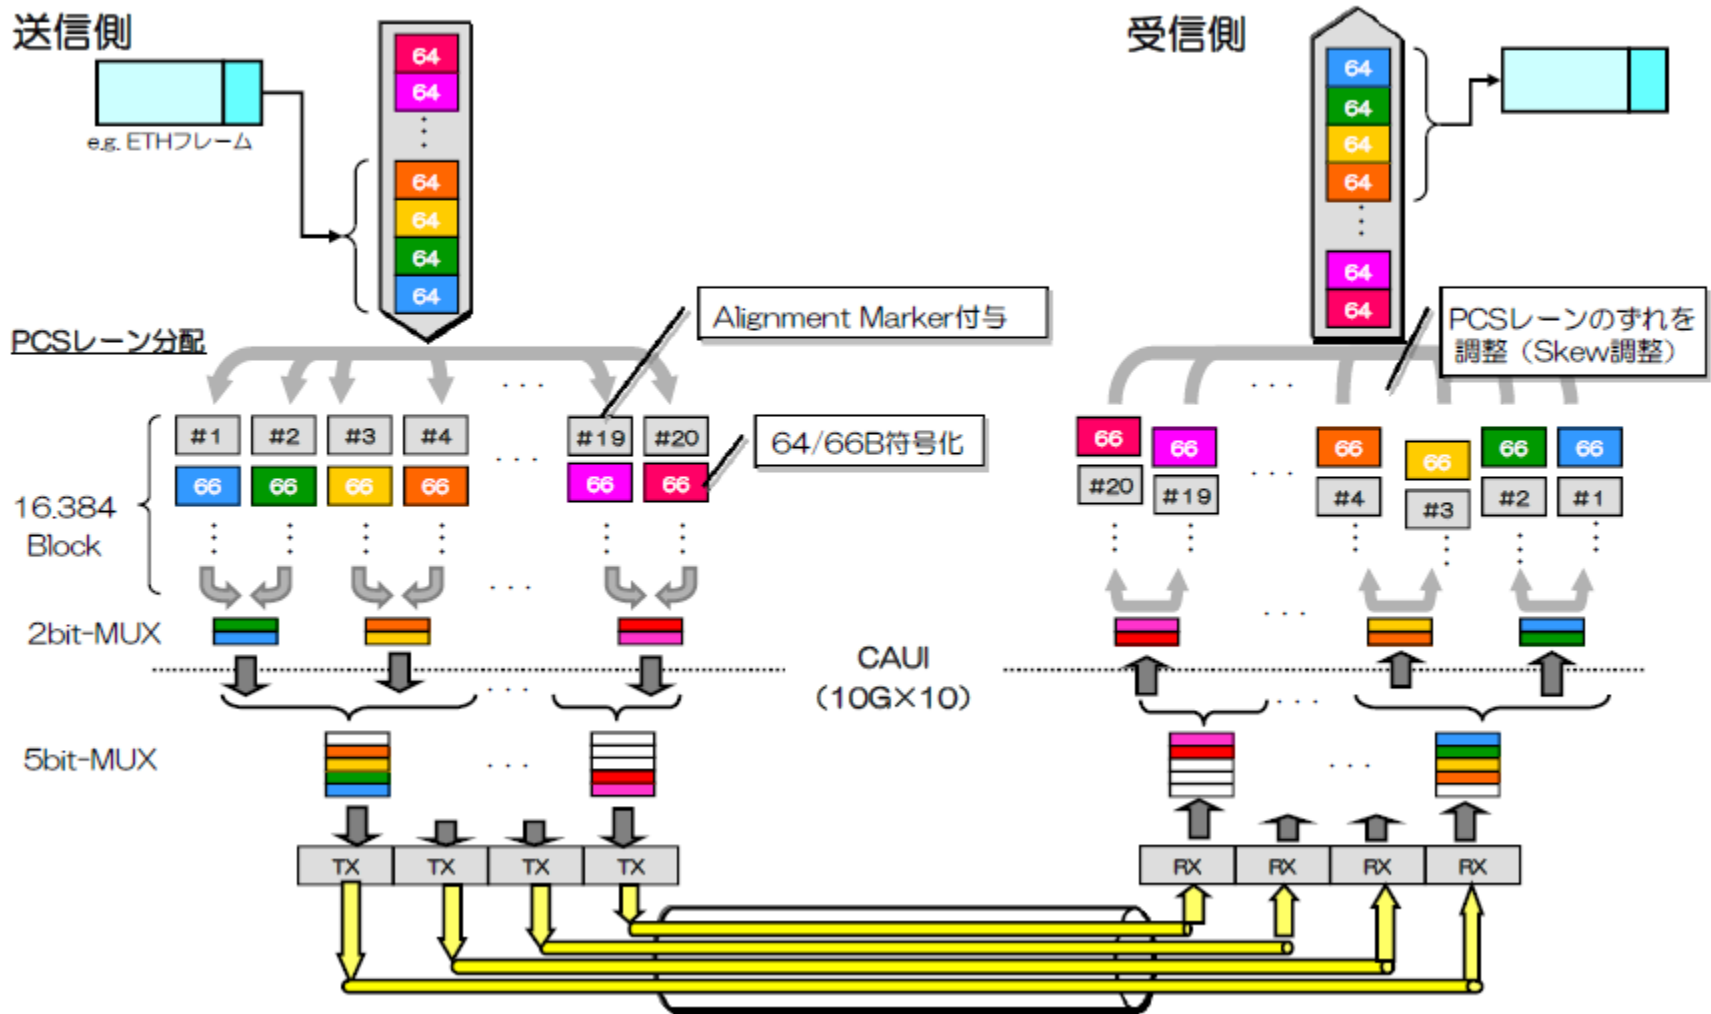 送信側
受信側
64
64
64
64
64
64
e.g. ETHフレーム
64
64
64
64
64
64
Alignment Marker付与
PCSレーンのずれを
調整（Skew調整）
PCSレーン分配
#1 #2 #3 #4 ... #19 #20
66 66 66 66 ... 66 66
64/66B符号化
66 66 ... 66 66 66 66
#20 #19 ... #4 #3 #2 #1
16.384
Block
2bit-MUX
CAUI
（10G×10）
5bit-MUX
TX TX TX TX
RX RX RX RX